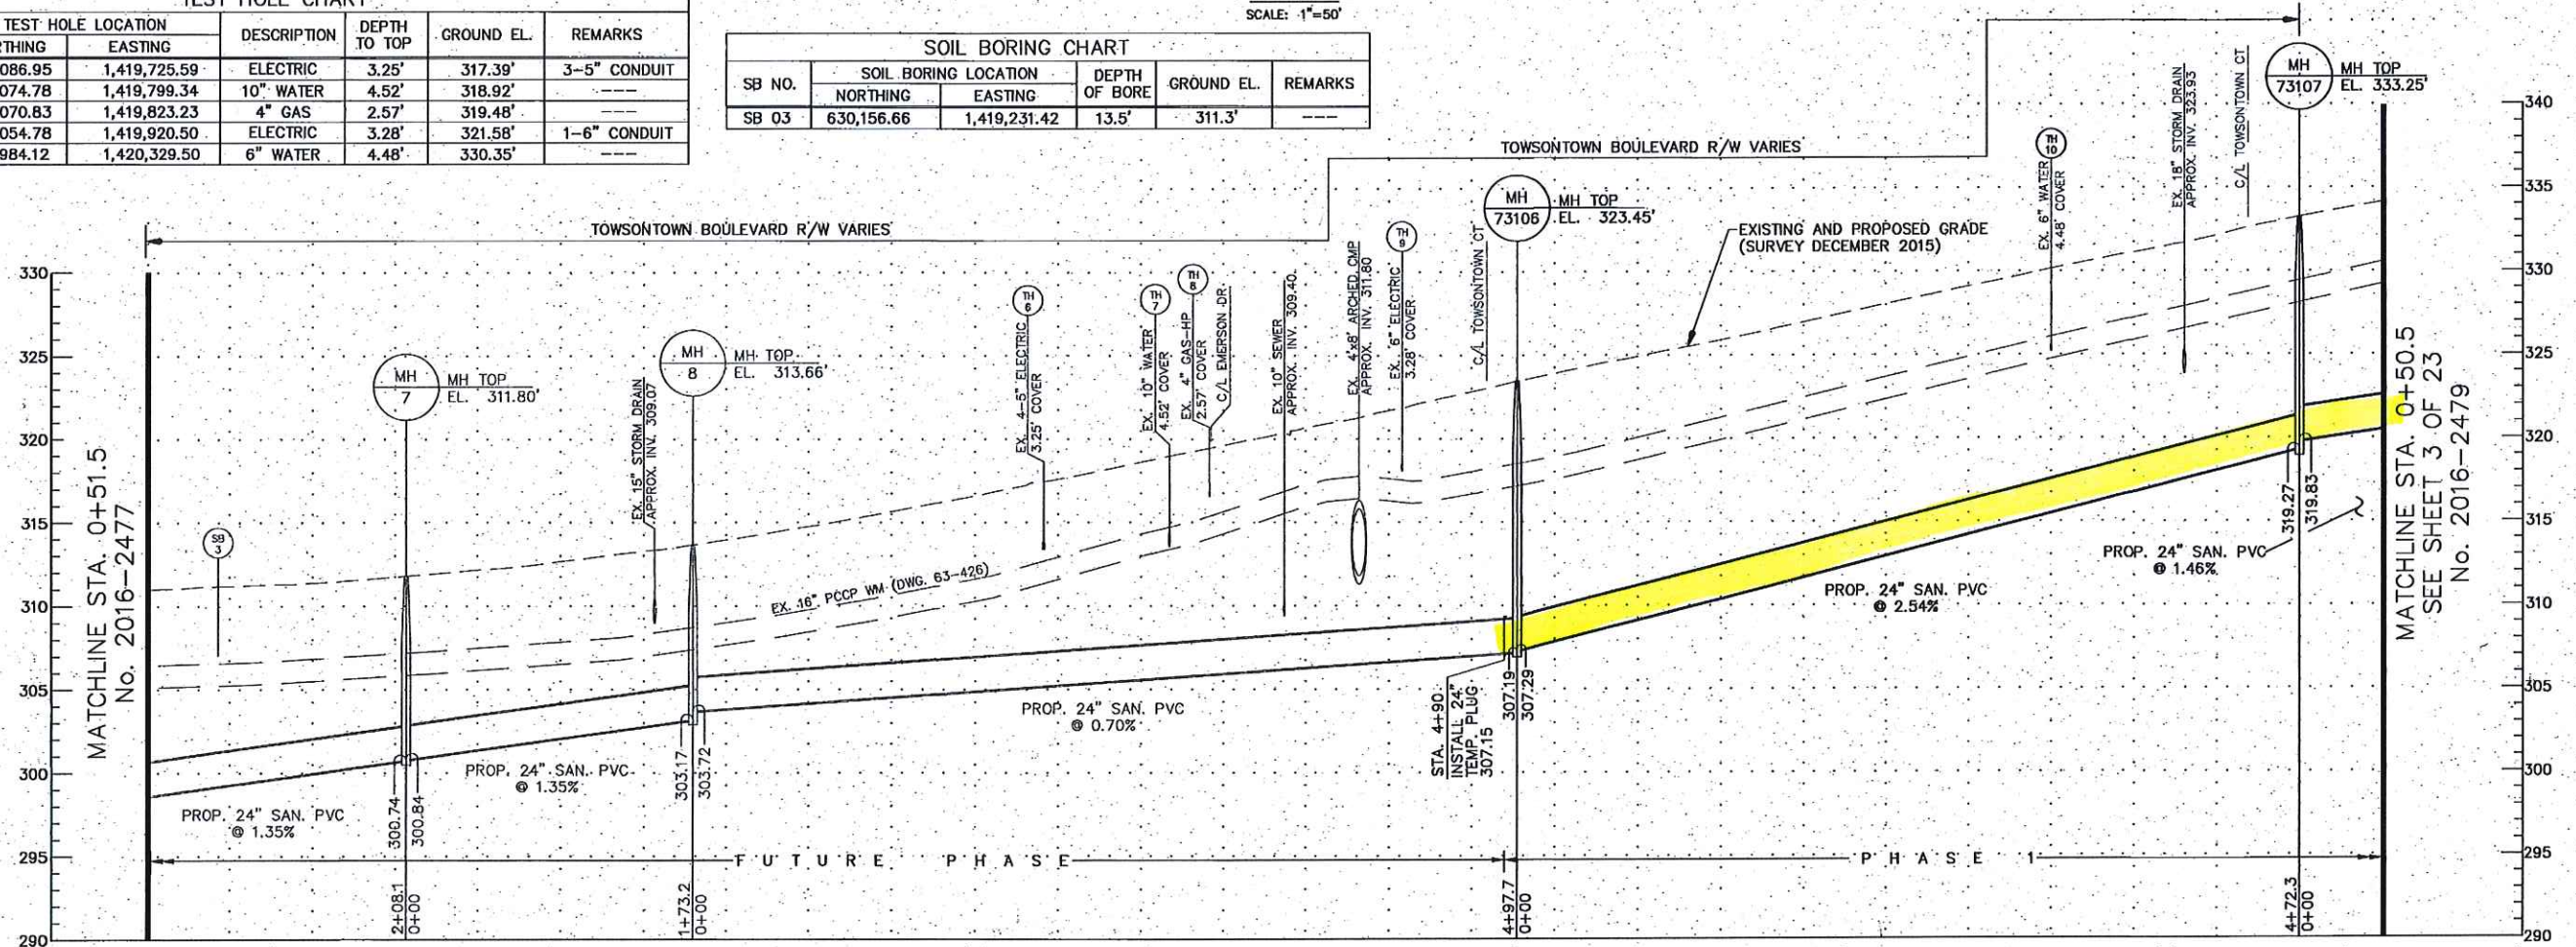 TEST HOLE CHART
TEST HOLE LOCATION DESCRIPTION DEPTH TO TOP GROUND EL. REMARKS
THING EASTING
086.95 1,419,725.59 ELECTRIC 3.25' 317.39' 3-5" CONDUIT
074.78 1,419,799.34 10" WATER 4.52' 318.92' ---
070.83 1,419,823.23 4" GAS 2.57' 319.48' ---
054.78 1,419,920.50 ELECTRIC 3.28' 321.58' 1-6" CONDUIT
984.12 1,420,329.50 6" WATER 4.48' 330.35' ---
SCALE: 1"=50'
SOIL BORING CHART
SB NO. SOIL BORING LOCATION DEPTH OF BORE GROUND EL. REMARKS
NORTHING EASTING
SB 03 630,156.66 1,419,231.42 13.5' 311.3' ---
TOWSONTOWN BOULEVARD R/W VARIES
TOWSONTOWN BOULEVARD R/W VARIES
330
325
320
315
310
305
300
295
290
MATCHLINE STA. 0+51.5
No. 2016-2477
SB 3
MH 7
MH TOP
EL. 311.80'
EX. 15" STORM DRAIN
APPROX. INV. 309.07
MH 8
MH TOP
EL. 313.66'
EX. 16" PCCP WM (DWG. 63-426)
TH 6
EX. 4-5" ELECTRIC
3.25' COVER
TH 7
EX. 10" WATER
4.52' COVER
TH 8
EX. 4" GAS-HP
2.57' COVER
C/L EMERSON DR.
EX. 10" SEWER
APPROX. INV. 309.40
EX. 4'x8' ARCHED CMP
APPROX. INV. 311.80
TH 9
EX. 6" ELECTRIC
3.28' COVER
C/L TOWSONTOWN CT
MH 73106
MH TOP
EL. 323.45'
EXISTING AND PROPOSED GRADE
(SURVEY DECEMBER 2015)
TH 10
EX. 6" WATER
4.48' COVER
EX. 18" STORM DRAIN
APPROX. INV. 323.93
C/L TOWSONTOWN CT
MH 73107
MH TOP
EL. 333.25'
PROP. 24" SAN. PVC
@ 1.35%
300.74
300.84
PROP. 24" SAN. PVC
@ 1.35%
303.17
303.72
PROP. 24" SAN. PVC
@ 0.70%
STA. 4+90
INSTALL 24"
TEMP. PLUG
307.15
307.19
307.29
PROP. 24" SAN. PVC
@ 2.54%
319.27
319.83
PROP. 24" SAN. PVC
@ 1.46%
FUTURE PHASE
PHASE 1
2+08.1
0+00
1+73.2
0+00
4+97.7
0+00
4+72.3
0+00
MATCHLINE STA. 0+50.5
SEE SHEET 3 OF 23
No. 2016-2479
340
335
330
325
320
315
310
305
300
295
290